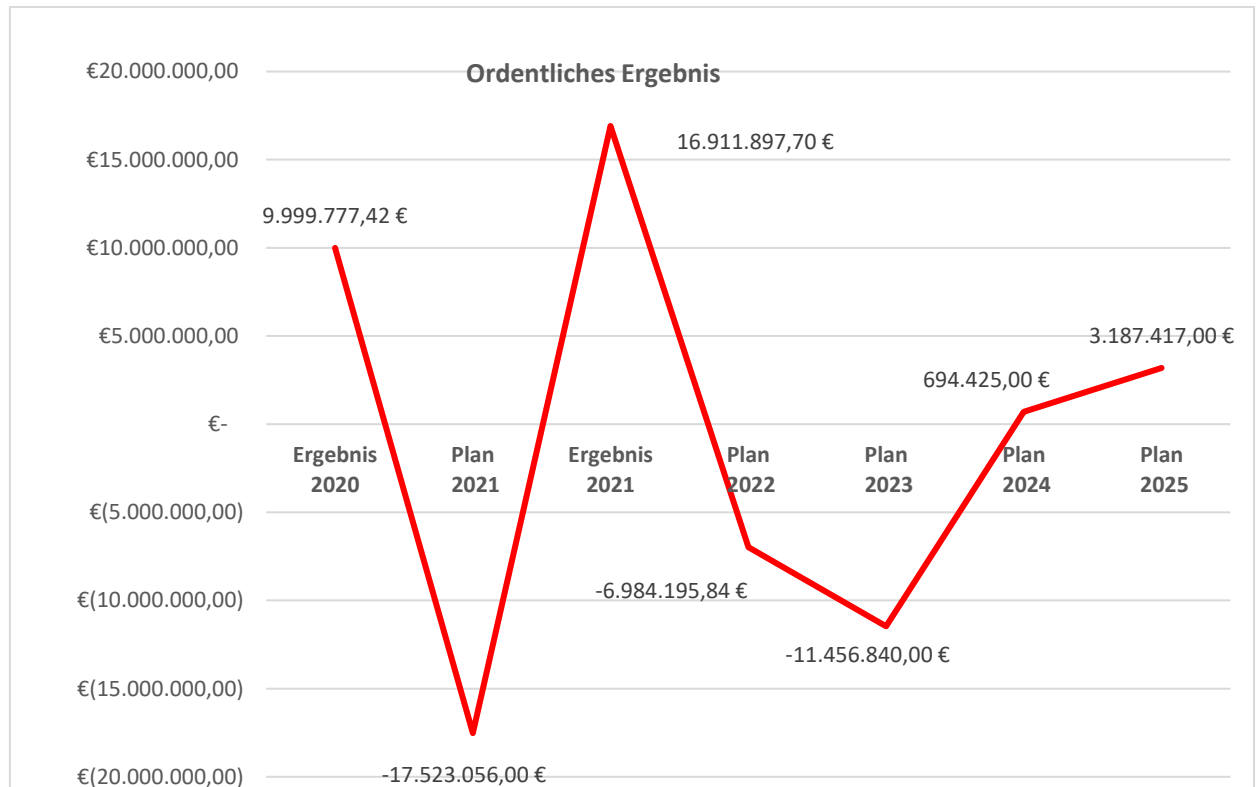 Ordentliches Ergebnis
€20.000.000,00
€15.000.000,00
€10.000.000,00
€5.000.000,00
€-
€(5.000.000,00)
€(10.000.000,00)
€(15.000.000,00)
€(20.000.000,00)
9.999.777,42 €
-17.523.056,00 €
16.911.897,70 €
-6.984.195,84 €
-11.456.840,00 €
694.425,00 €
3.187.417,00 €
Ergebnis
2020
Plan
2021
Ergebnis
2021
Plan
2022
Plan
2023
Plan
2024
Plan
2025